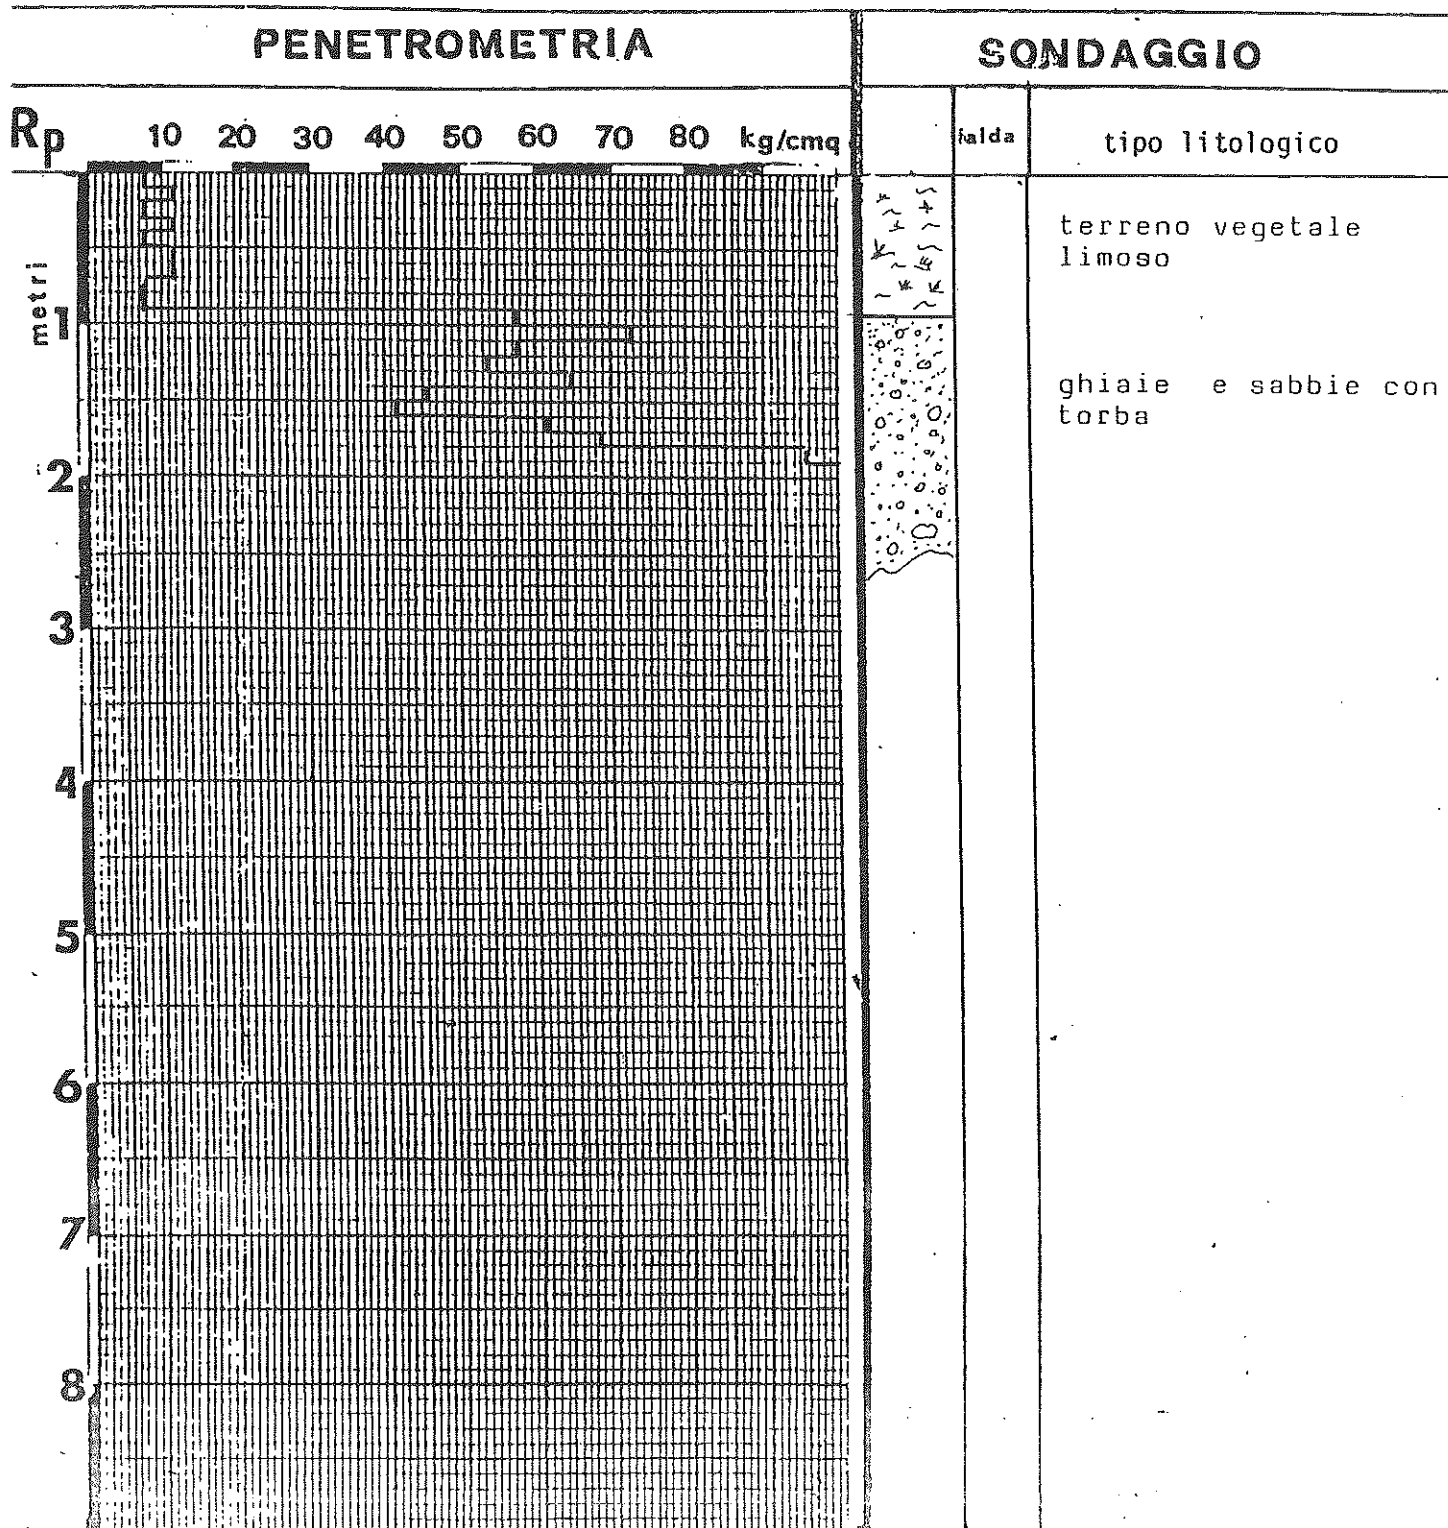 PENETROMETRIA
SONDAGGIO
Rp 10 20 30 40 50 60 70 80 kg/cmq
falda
tipo litologico
metri
1
2
3
4
5
6
7
8
terreno vegetale
limoso
ghiaie e sabbie con
torba